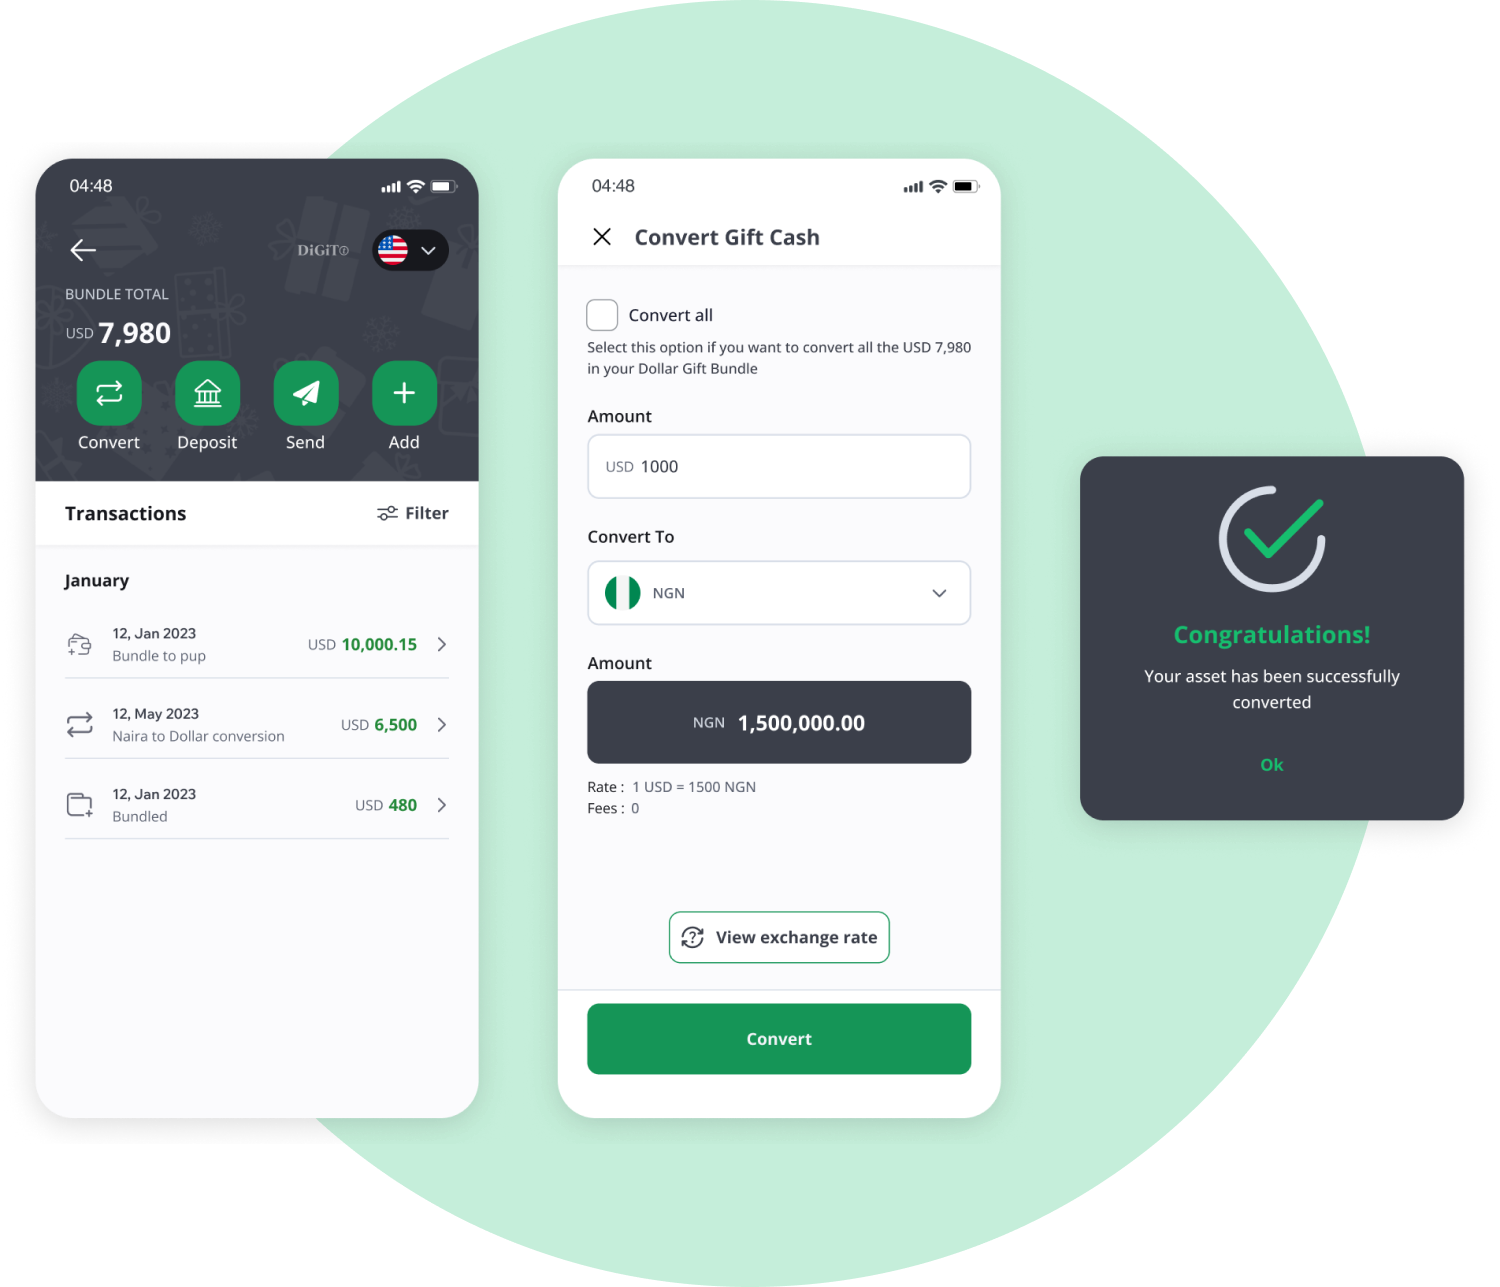 04:48
DiGiT
BUNDLE TOTAL
USD 7,980
Convert Deposit Send Add
Transactions Filter
January
12, Jan 2023
Bundle to pup
USD 10,000.15
12, May 2023
Naira to Dollar conversion
USD 6,500
12, Jan 2023
Bundled
USD 480
04:48
Convert Gift Cash
Convert all
Select this option if you want to convert all the USD 7,980
in your Dollar Gift Bundle
Amount
USD 1000
Convert To
NGN
Amount
NGN 1,500,000.00
Rate : 1 USD = 1500 NGN
Fees : 0
View exchange rate
Convert
Congratulations!
Your asset has been successfully
converted
Ok